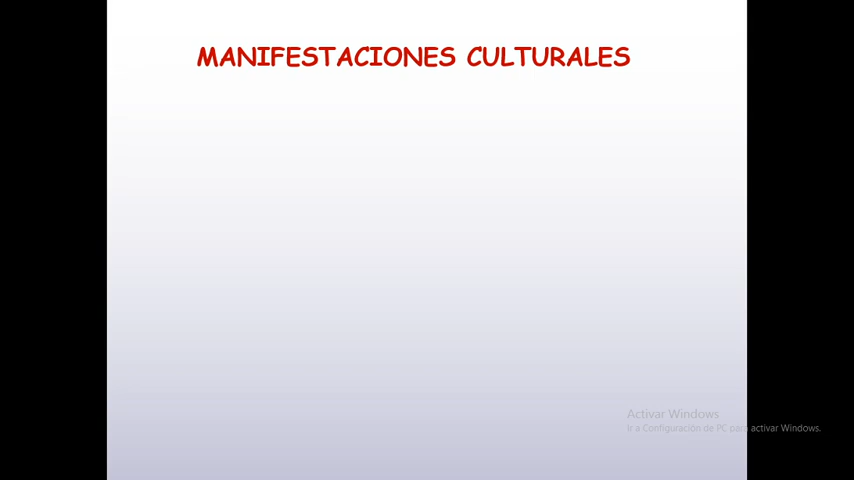 MANIFESTACIONES CULTURALES
Activar Windows
Ir a Configuración de PC para activar Windows.